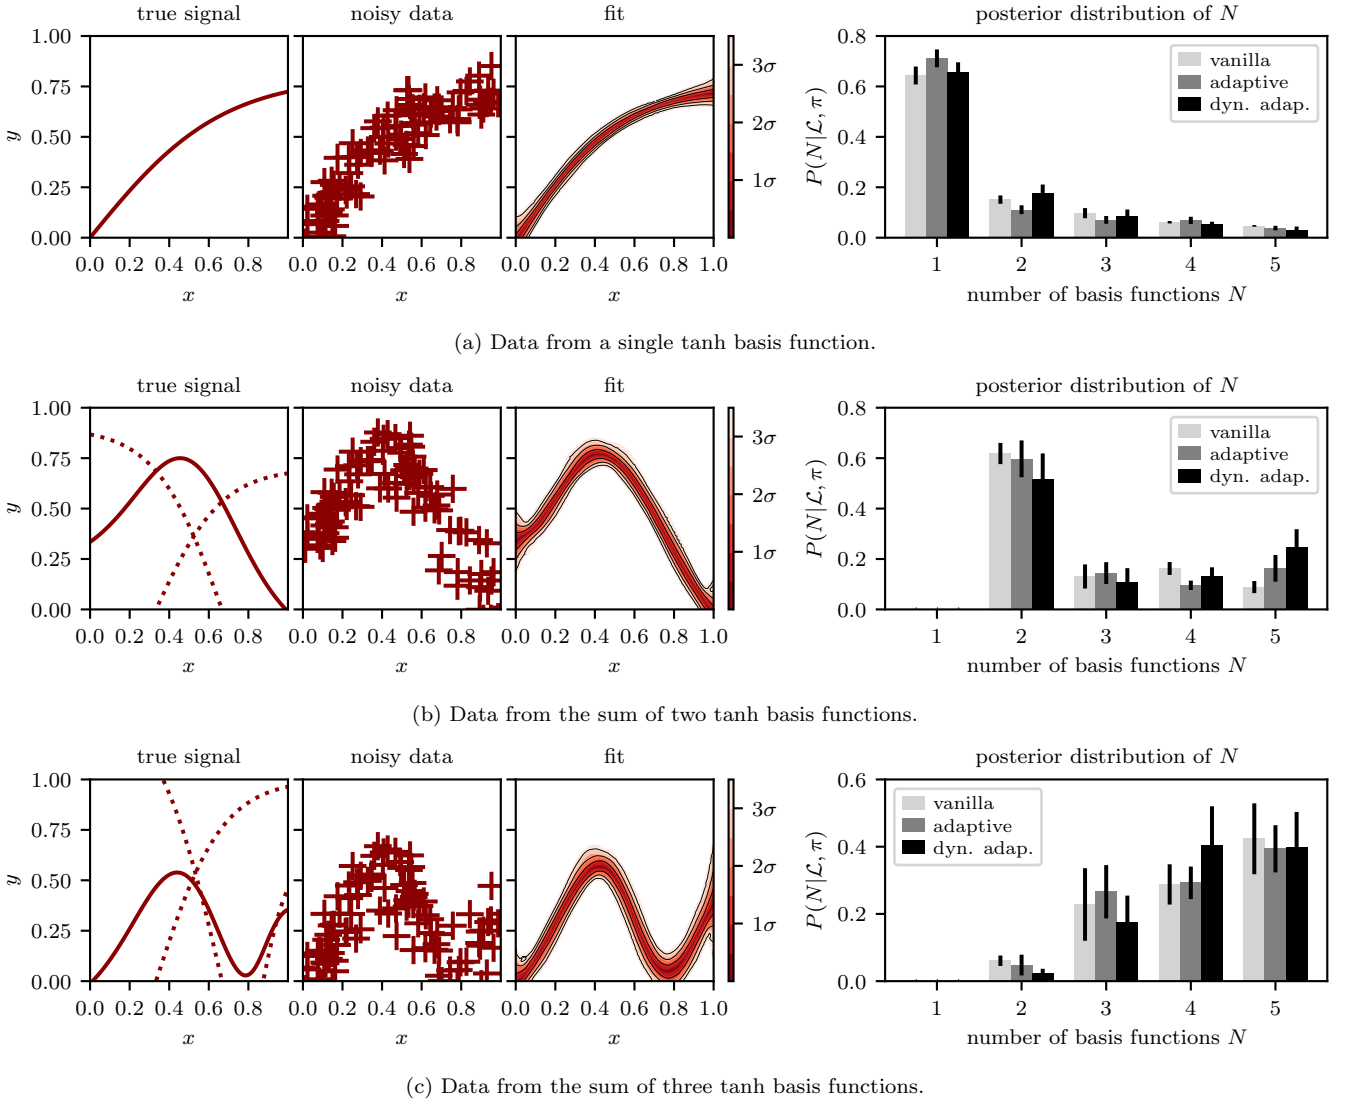 true signal
noisy data
fit
posterior distribution of N
1.00
0.75
0.50
0.25
0.00
y
0.0 0.2 0.4 0.6 0.8
x
0.0 0.2 0.4 0.6 0.8
x
0.0 0.2 0.4 0.6 0.8 1.0
x
3σ
2σ
1σ
0.8
0.6
0.4
0.2
0.0
P(N|ℒ, π)
vanilla
adaptive
dyn. adap.
1 2 3 4 5
number of basis functions N
(a) Data from a single tanh basis function.
true signal
noisy data
fit
posterior distribution of N
1.00
0.75
0.50
0.25
0.00
y
0.0 0.2 0.4 0.6 0.8
x
0.0 0.2 0.4 0.6 0.8
x
0.0 0.2 0.4 0.6 0.8 1.0
x
3σ
2σ
1σ
0.8
0.6
0.4
0.2
0.0
P(N|ℒ, π)
vanilla
adaptive
dyn. adap.
1 2 3 4 5
number of basis functions N
(b) Data from the sum of two tanh basis functions.
true signal
noisy data
fit
posterior distribution of N
1.00
0.75
0.50
0.25
0.00
y
0.0 0.2 0.4 0.6 0.8
x
0.0 0.2 0.4 0.6 0.8
x
0.0 0.2 0.4 0.6 0.8 1.0
x
3σ
2σ
1σ
0.6
0.4
0.2
0.0
P(N|ℒ, π)
vanilla
adaptive
dyn. adap.
1 2 3 4 5
number of basis functions N
(c) Data from the sum of three tanh basis functions.